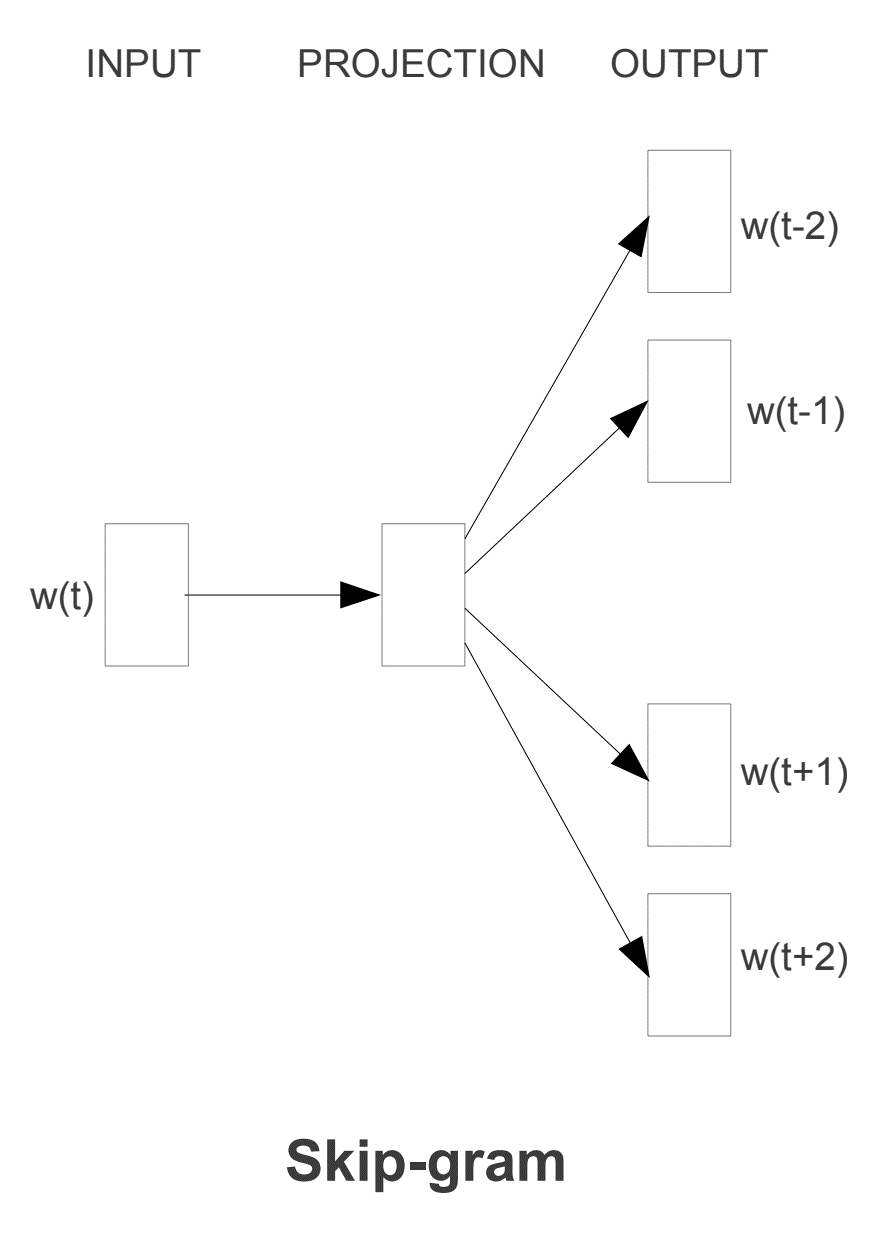 INPUT PROJECTION OUTPUT
w(t-2)
w(t-1)
w(t)
w(t+1)
w(t+2)
Skip-gram